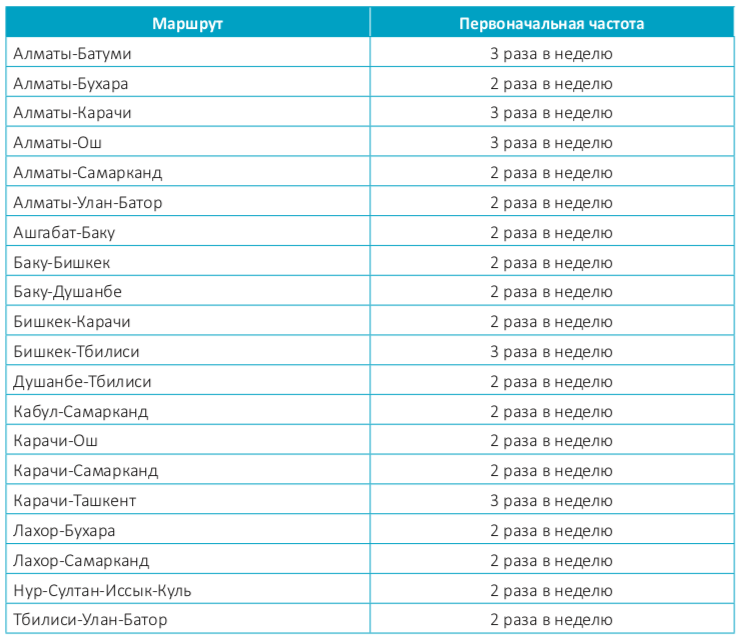 Маршрут Первоначальная частота
Алматы-Батуми 3 раза в неделю
Алматы-Бухара 2 раза в неделю
Алматы-Карачи 3 раза в неделю
Алматы-Ош 3 раза в неделю
Алматы-Самарканд 2 раза в неделю
Алматы-Улан-Батор 2 раза в неделю
Ашгабат-Баку 2 раза в неделю
Баку-Бишкек 2 раза в неделю
Баку-Душанбе 2 раза в неделю
Бишкек-Карачи 2 раза в неделю
Бишкек-Тбилиси 3 раза в неделю
Душанбе-Тбилиси 2 раза в неделю
Кабул-Самарканд 2 раза в неделю
Карачи-Ош 2 раза в неделю
Карачи-Самарканд 2 раза в неделю
Карачи-Ташкент 3 раза в неделю
Лахор-Бухара 2 раза в неделю
Лахор-Самарканд 2 раза в неделю
Нур-Султан-Иссык-Куль 2 раза в неделю
Тбилиси-Улан-Батор 2 раза в неделю